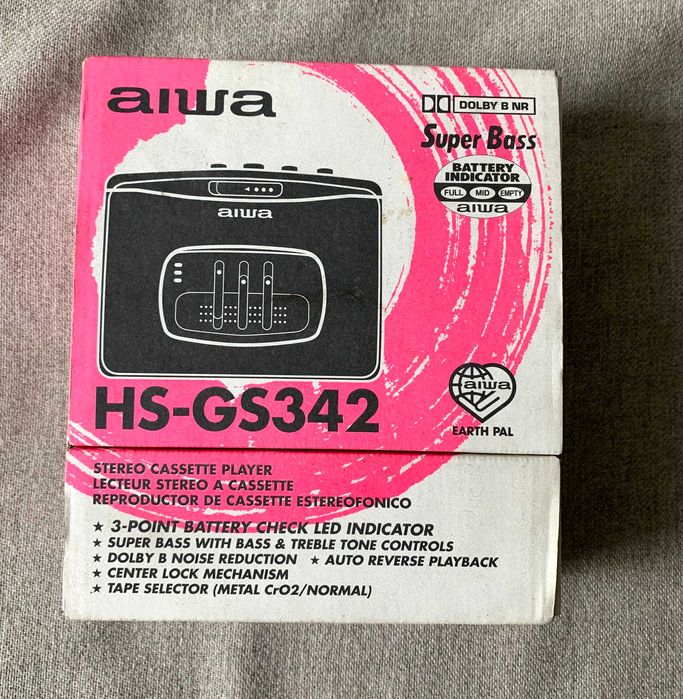 aiwa
DOLBY B NR
Super Bass
BATTERY
INDICATOR
FULL MID EMPTY
aiwa
aiwa
HS-GS342
aiwa
EARTH PAL
STEREO CASSETTE PLAYER
LECTEUR STEREO A CASSETTE
REPRODUCTOR DE CASSETTE ESTEREOFONICO
★ 3-POINT BATTERY CHECK LED INDICATOR
★ SUPER BASS WITH BASS & TREBLE TONE CONTROLS
★ DOLBY B NOISE REDUCTION ★ AUTO REVERSE PLAYBACK
★ CENTER LOCK MECHANISM
★ TAPE SELECTOR (METAL CrO2/NORMAL)